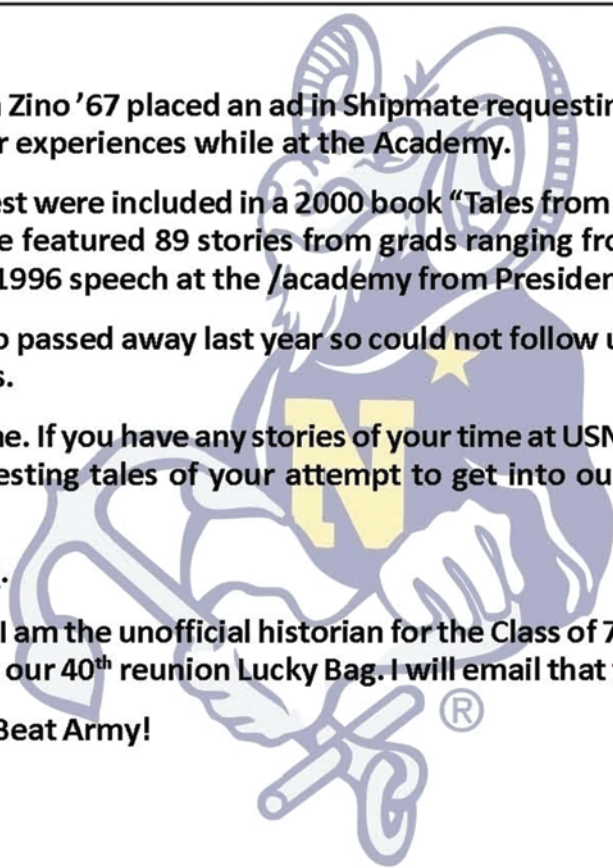 Zino ’67 placed an ad in Shipmate requestin
r experiences while at the Academy.
est were included in a 2000 book “Tales from
e featured 89 stories from grads ranging fro
1996 speech at the /academy from Presiden
o passed away last year so could not follow u
s.
ne. If you have any stories of your time at USN
esting tales of your attempt to get into ou
.
I am the unofficial historian for the Class of 7
our 40th reunion Lucky Bag. I will email that
Beat Army!
N
®